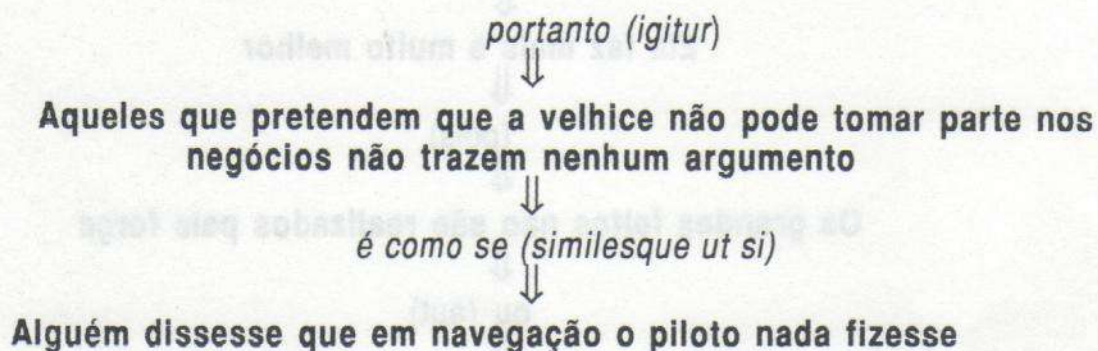 portanto (igitur)
⇓
Aqueles que pretendem que a velhice não pode tomar parte nos
negócios não trazem nenhum argumento
⇓
é como se (similesque ut si)
⇓
Alguém dissesse que em navegação o piloto nada fizesse